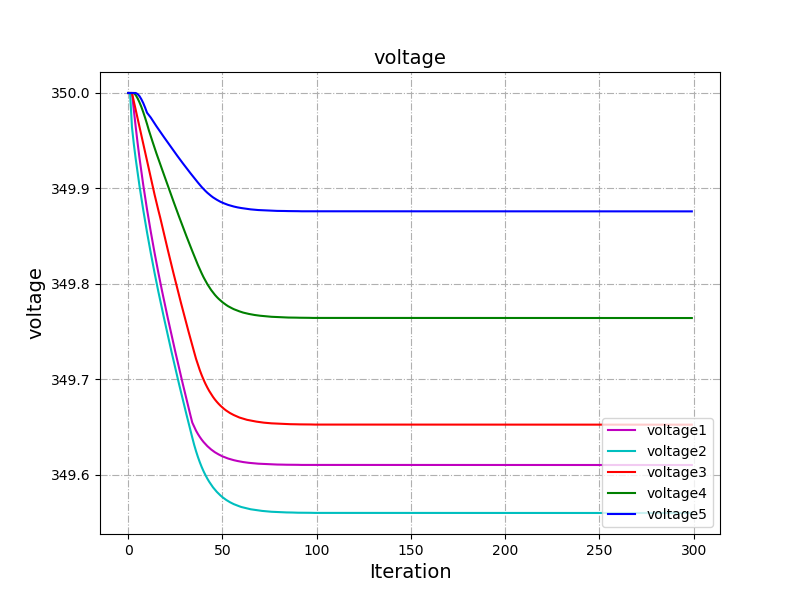 voltage
350.0
349.9
349.8
349.7
349.6
voltage
0
50
100
150
200
250
300
Iteration
voltage1
voltage2
voltage3
voltage4
voltage5